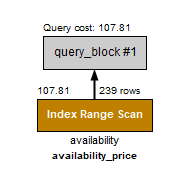 Query cost: 107.81
query_block #1
107.81 239 rows
Index Range Scan
availability
availability_price